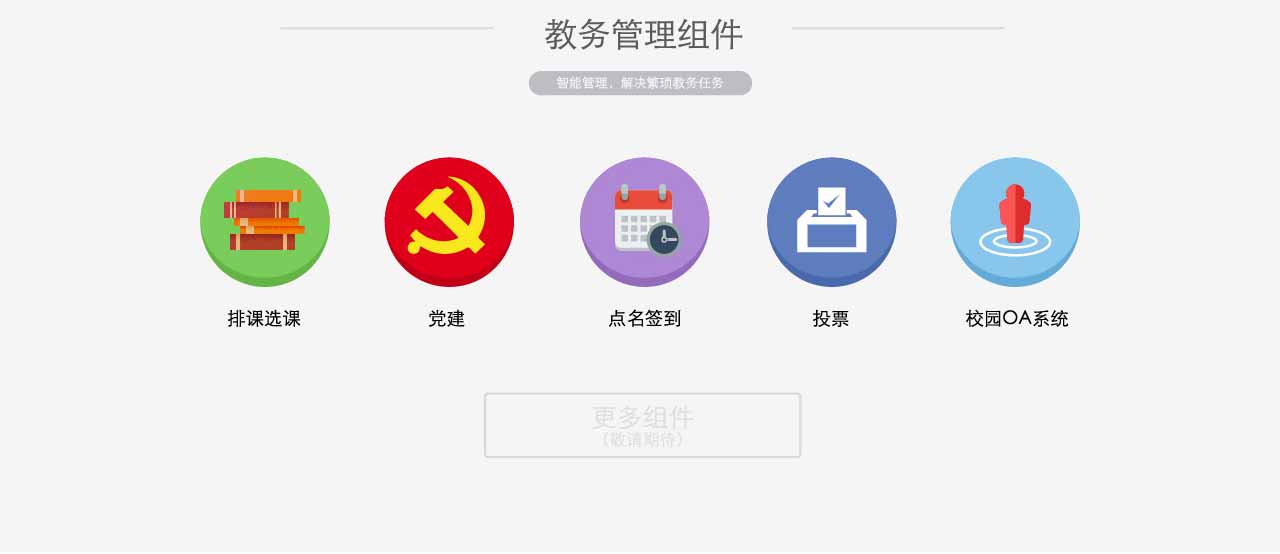 教务管理组件
智能管理，解决繁琐教务任务
排课选课
党建
点名签到
投票
校园OA系统
更多组件
（敬请期待）